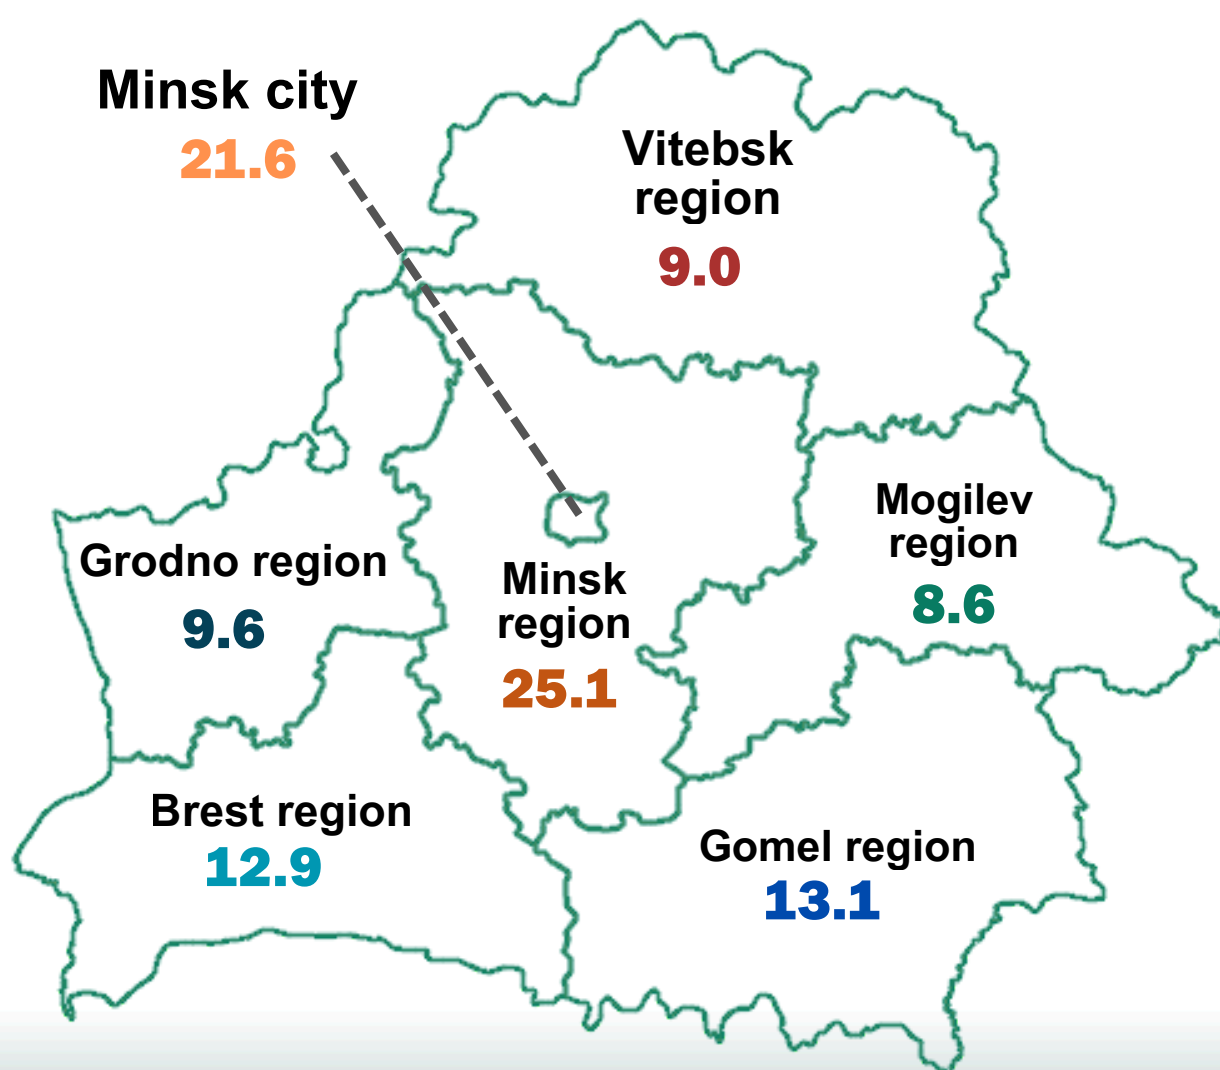 Minsk city
21.6
Vitebsk
region
9.0
Mogilev
region
8.6
Grodno region
9.6
Minsk
region
25.1
Brest region
12.9
Gomel region
13.1